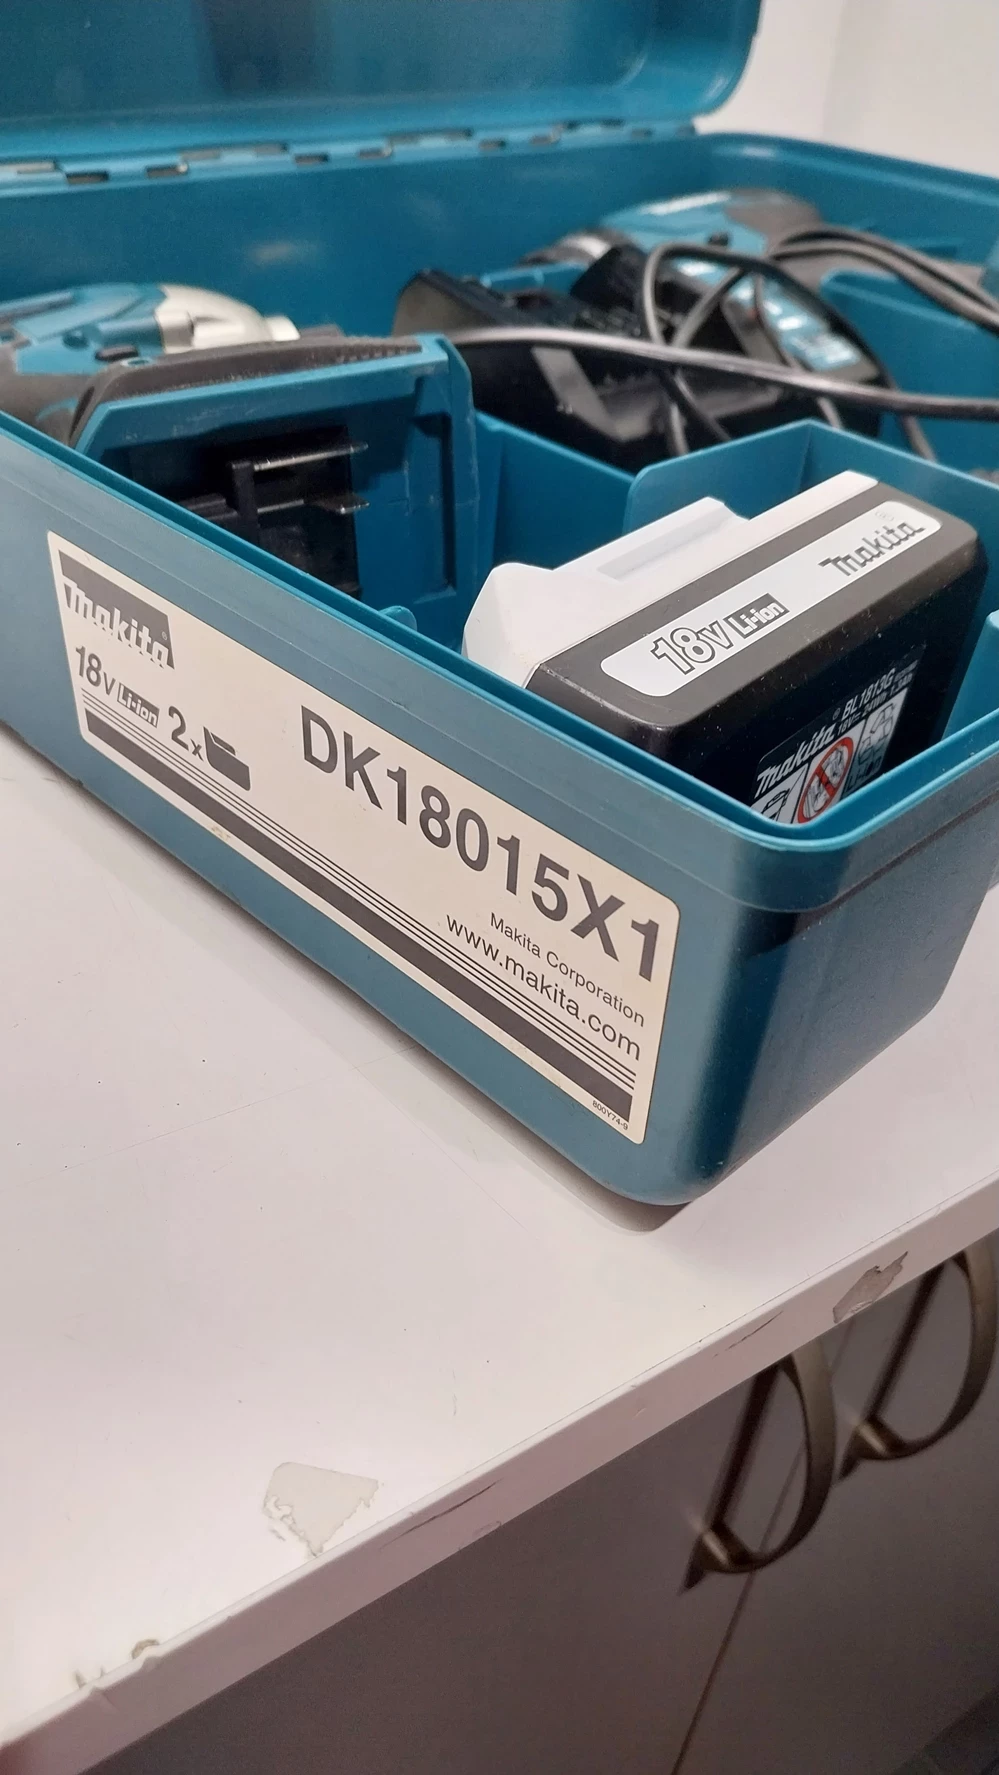 makita
18V Li-ion
makita
BL1813G
makita
18V Li-ion 2x
DK18015X1
Makita Corporation
www.makita.com
800Y74-9